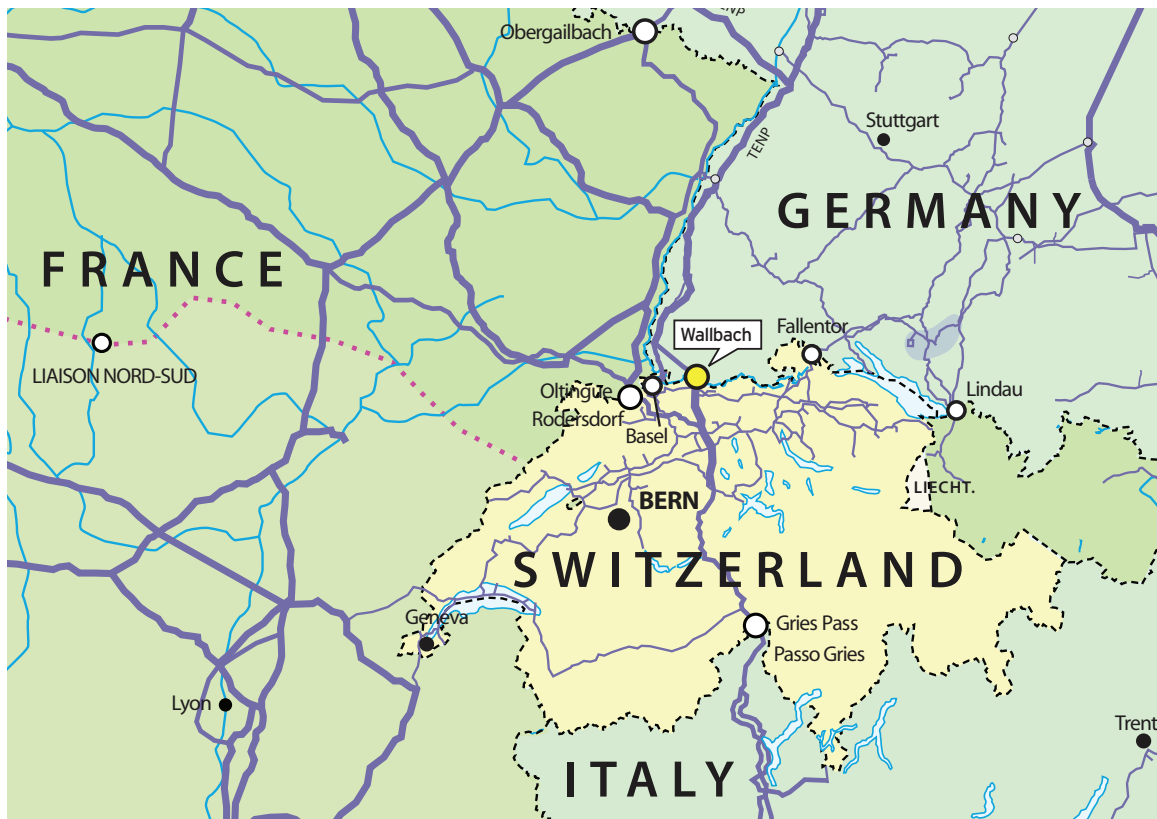 Obergailbach
TENP
Stuttgart
TENP
GERMANY
FRANCE
Wallbach
Fallentor
LIAISON NORD-SUD
Oltingue
Rodersdorf
Basel
Lindau
BERN
LIECHT.
SWITZERLAND
Geneva
Gries Pass
Passo Gries
Lyon
Trent
ITALY